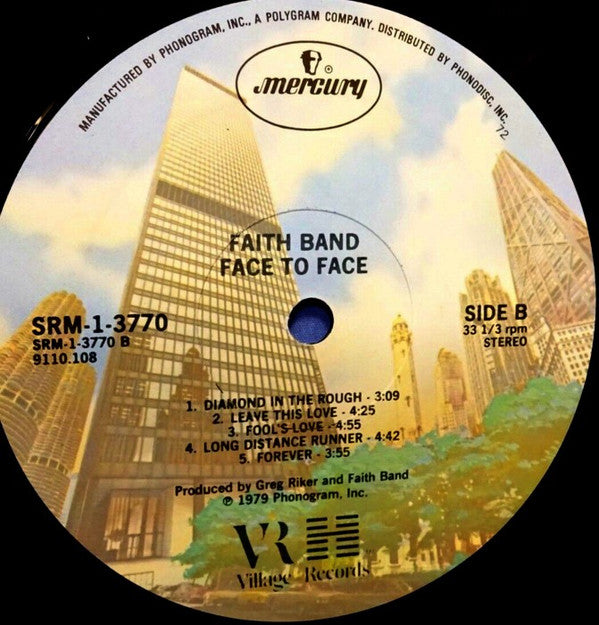 MANUFACTURED BY PHONOGRAM, INC., A POLYGRAM COMPANY. DISTRIBUTED BY PHONODISC, INC.
72
mercury
®
FAITH BAND
FACE TO FACE
SRM-1-3770
SRM-1-3770 B
9110.108
SIDE B
33 1/3 rpm
STEREO
1. DIAMOND IN THE ROUGH - 3:09
2. LEAVE THIS LOVE - 4:25
3. FOOL'S LOVE - 4:55
4. LONG DISTANCE RUNNER - 4:42
5. FOREVER - 3:55
Produced by Greg Riker and Faith Band
℗ 1979 Phonogram, Inc.
VR
Village Records